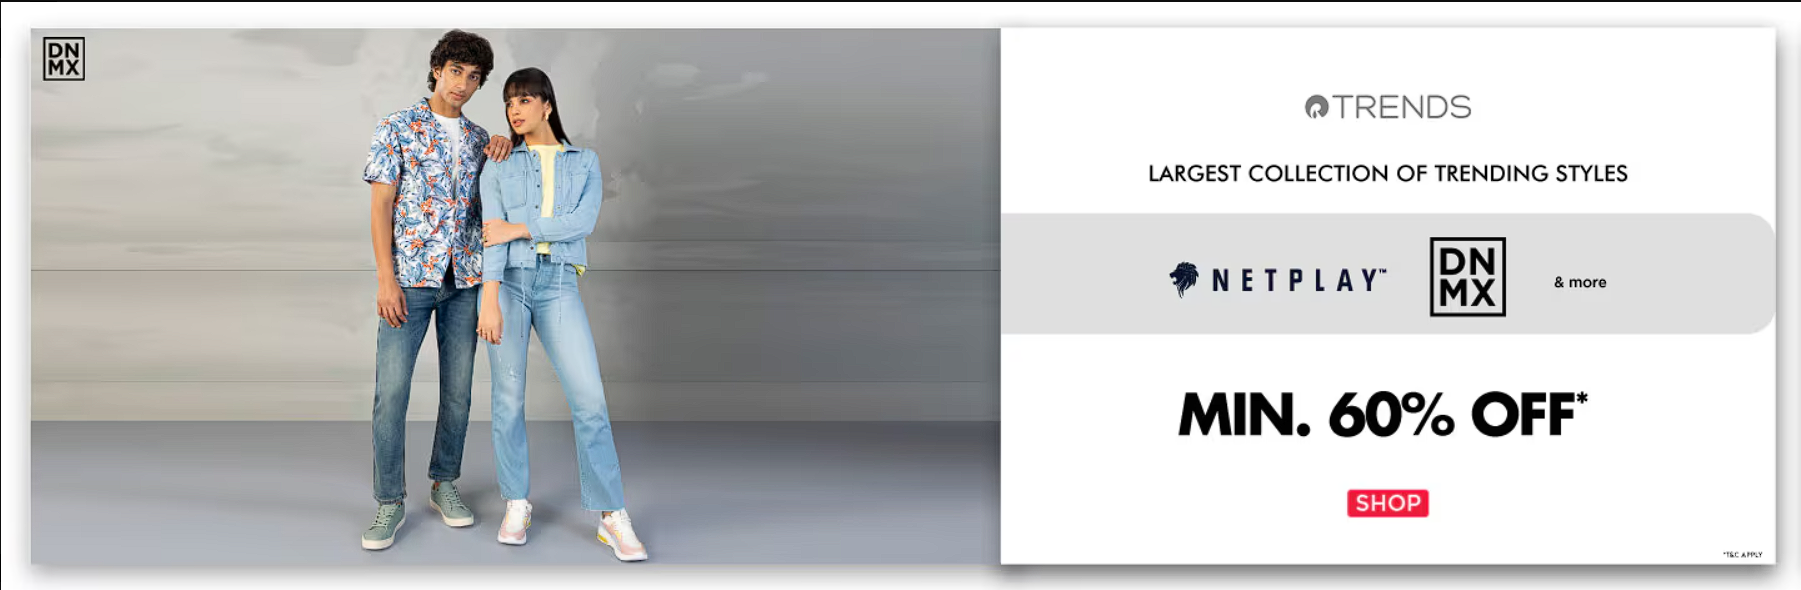 DN
MX
TRENDS
LARGEST COLLECTION OF TRENDING STYLES
NETPLAY™
DN
MX
& more
MIN. 60% OFF*
SHOP
*T&C APPLY